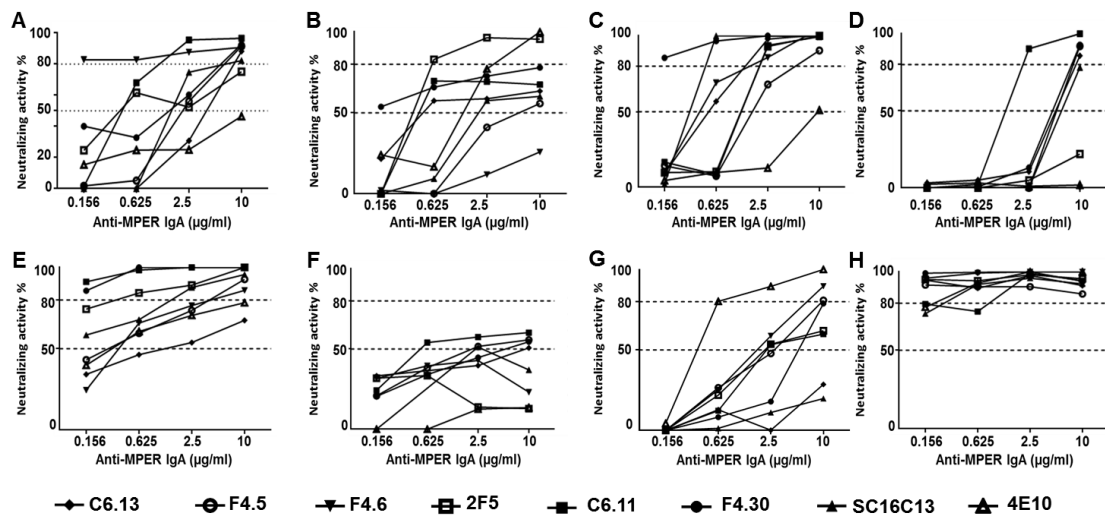 A
B
C
D
Neutralizing activity %
100
80
50
20
0
0.156 0.625 2.5 10
Anti-MPER IgA (µg/ml)
Neutralizing activity %
100
80
50
0
0.156 0.625 2.5 10
Anti-MPER IgA (µg/ml)
Neutralizing activity %
100
80
50
0
0.156 0.625 2.5 10
Anti-MPER IgA (µg/ml)
Neutralizing activity %
100
80
50
0
0.156 0.625 2.5 10
Anti-MPER IgA (µg/ml)
E
F
G
H
Neutralizing activity %
100
80
50
0
0.156 0.625 2.5 10
Anti-MPER IgA (µg/ml)
Neutralizing activity %
100
80
50
0
0.156 0.625 2.5 10
Anti-MPER IgA (µg/ml)
Neutralizing activity %
100
80
50
0
0.156 0.625 2.5 10
Anti-MPER IgA (µg/ml)
Neutralizing activity %
100
80
50
0
0.156 0.625 2.5 10
Anti-MPER IgA (µg/ml)
C6.13 F4.5 F4.6 2F5 C6.11 F4.30 SC16C13 4E10